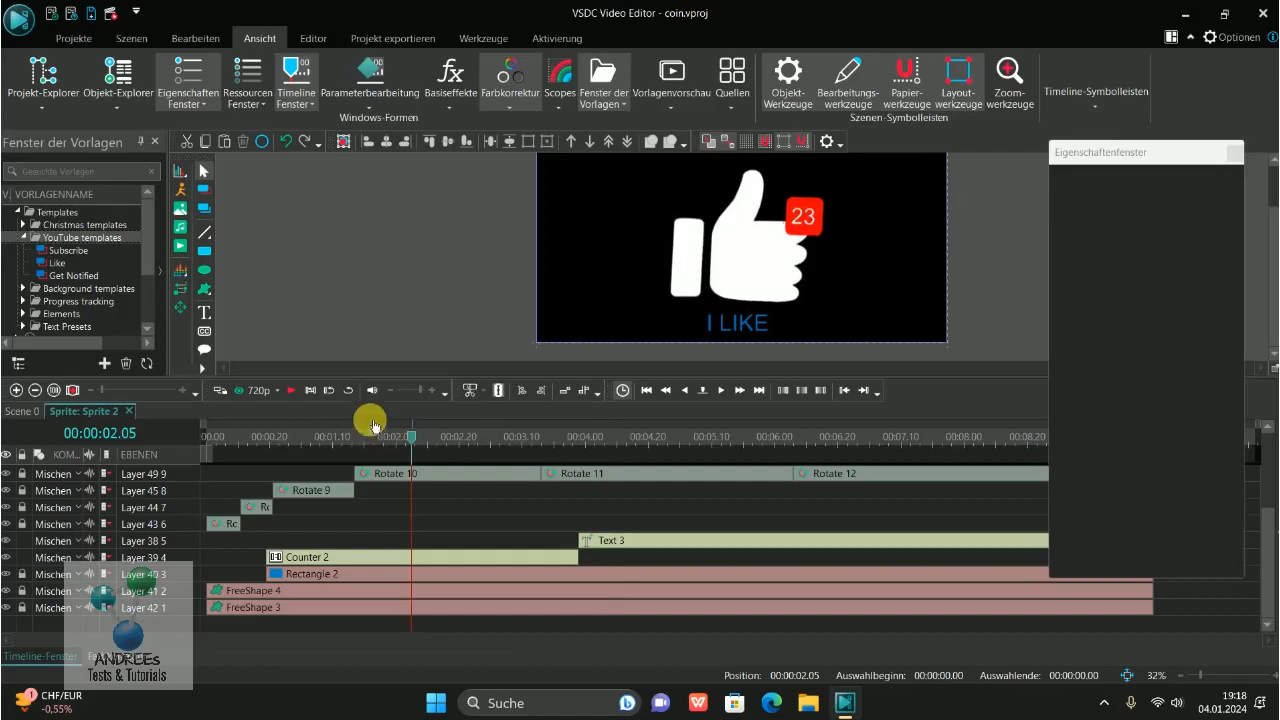 VSDC Video Editor - coin.vproj
Projekte
Szenen
Bearbeiten
Ansicht
Editor
Projekt exportieren
Werkzeuge
Aktivierung
Optionen
Projekt-Explorer
Objekt-Explorer
Eigenschaften Fenster
Ressourcen Fenster
Timeline Fenster
Parameterbearbeitung
Basiseffekte
Farbkorrektur
Scopes
Fenster der Vorlagen
Vorlagenvorschau
Quellen
Objekt-Werkzeuge
Bearbeitungs-werkzeuge
Papier-werkzeuge
Layout-werkzeuge
Zoom-werkzeuge
Timeline-Symbolleisten
Windows-Formen
Szenen-Symbolleisten
Fenster der Vorlagen
Gesuchte Vorlagen
VORLAGENNAME
Templates
Christmas templates
YouTube templates
Subscribe
Like
Get Notified
Background templates
Progress tracking
Elements
Text Presets
23
I LIKE
Eigenschaftenfenster
720p
Scene 0
Sprite: Sprite 2
00:00:02.05
00.00
00:00.20
00:01.10
00:02.00
00:02.20
00:03.10
00:04.00
00:04.20
00:05.10
00:06.00
00:06.20
00:07.10
00:08.00
00:08.20
KOM...
EBENEN
Mischen Layer 49 9 Rotate 10 Rotate 11 Rotate 12
Mischen Layer 45 8 Rotate 9
Mischen Layer 44 7 Rc
Mischen Layer 43 6 Rc
Mischen Layer 38 5 Text 3
Mischen Layer 39 4 Counter 2
Mischen Layer 40 3 Rectangle 2
Mischen Layer 41 2 FreeShape 4
Mischen Layer 42 1 FreeShape 3
ANDREEs
Tests & Tutorials
Timeline-Fenster
Position: 00:00:02.05
Auswahlbeginn: 00:00:00.00
Auswahlende: 00:00:00.00
32%
1
CHF/EUR
-0,55%
Suche
19:18
04.01.2024